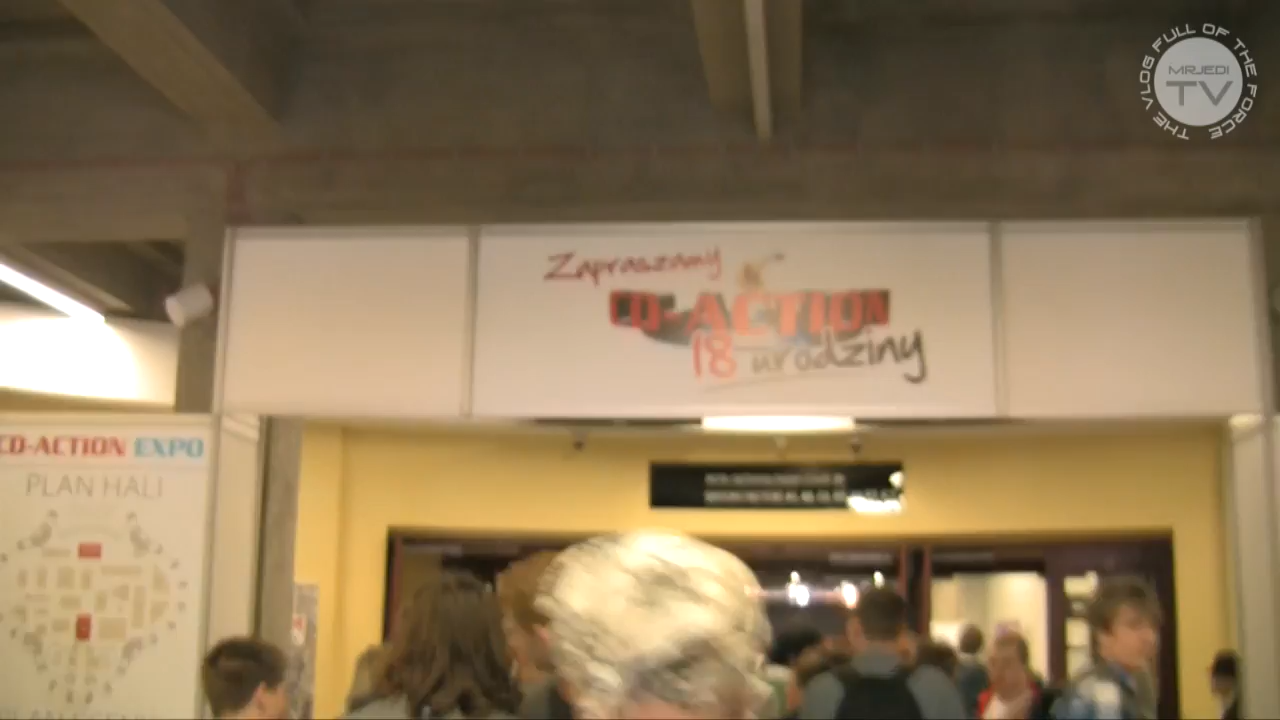 THE VLOG FULL OF THE FORCE
MRJEDI
TV
Zapraszamy
CD-ACTION
18 urodziny
CD-ACTION EXPO
PLAN HALI